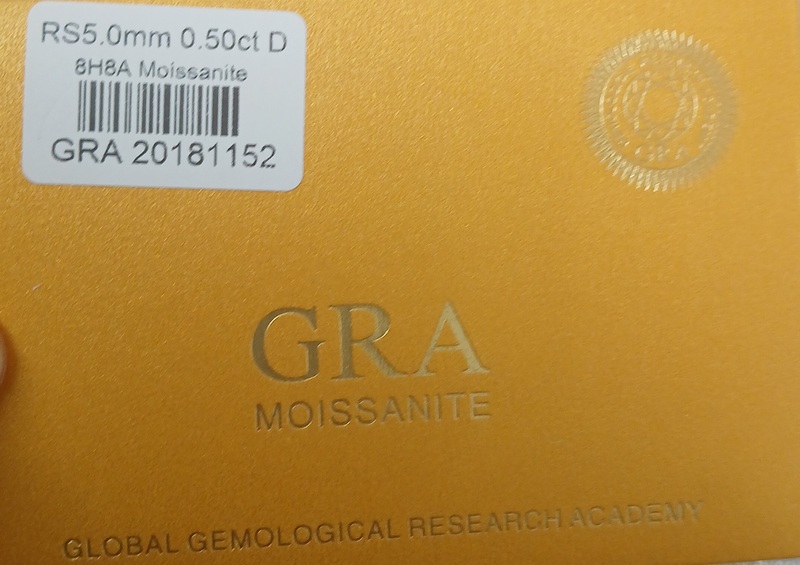 RS5.0mm 0.50ct D
8H8A Moissanite
GRA 20181152
GRA
MOISSANITE
GLOBAL GEMOLOGICAL RESEARCH ACADEMY